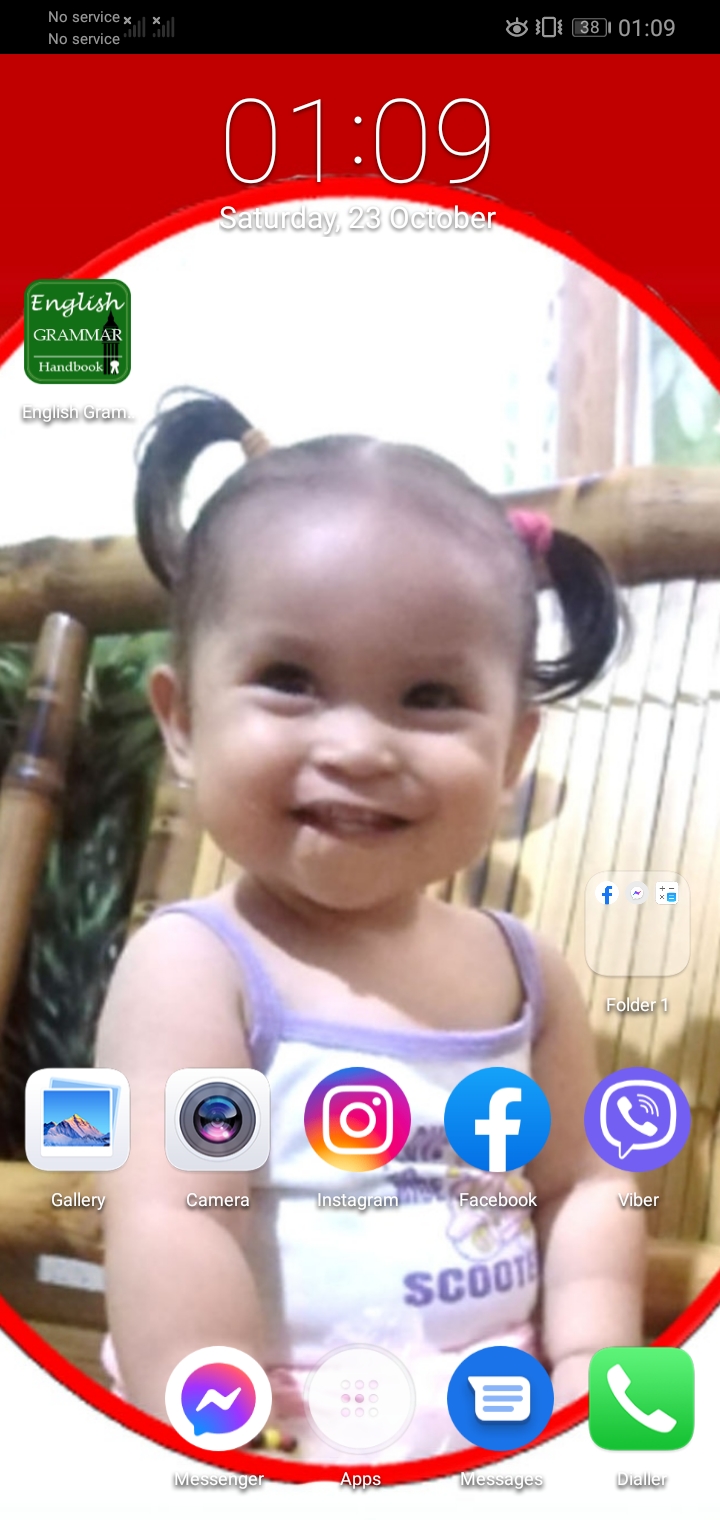 No service
No service
38
01:09
01:09
Saturday, 23 October
English
GRAMMAR
Handbook
English Gram...
Folder 1
Gallery
Camera
Instagram
Facebook
Viber
SCOOTE
Messenger
Apps
Messages
Dialler